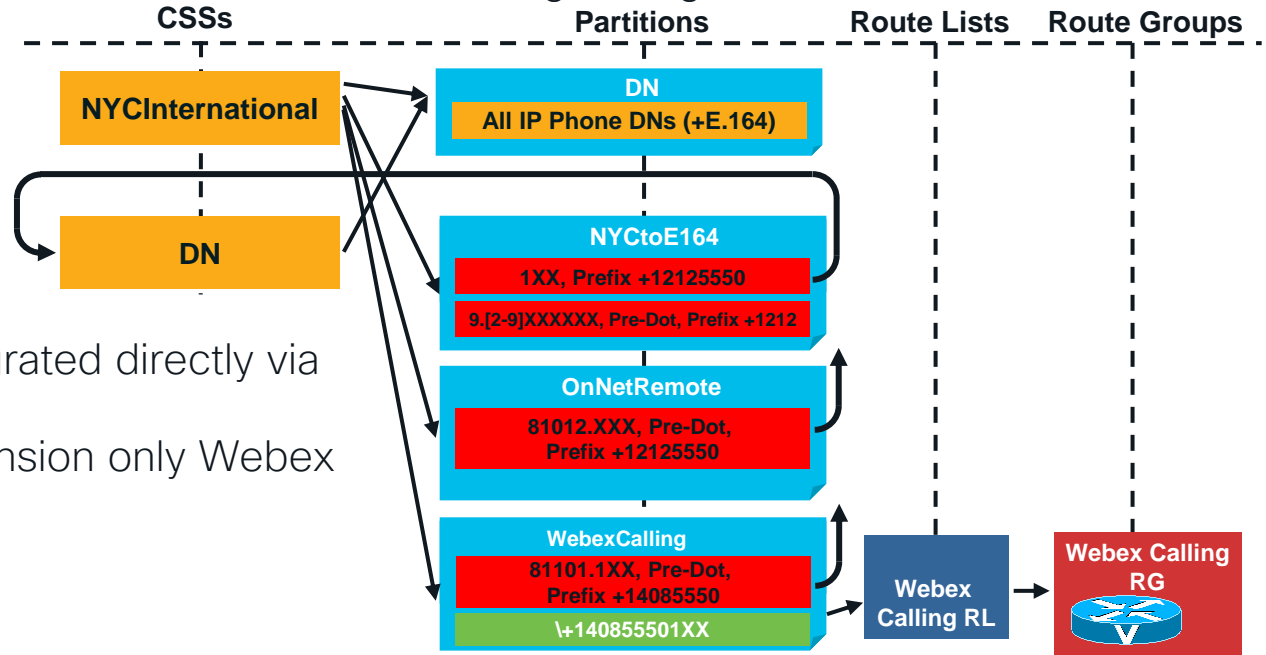 CSSs
Partitions
Route Lists
Route Groups
NYCInternational
DN
All IP Phone DNs (+E.164)
DN
NYCtoE164
1XX, Prefix +12125550
9.[2-9]XXXXXX, Pre-Dot, Prefix +1212
directly via
OnNetRemote
81012.XXX, Pre-Dot,
Prefix +12125550
only Webex
WebexCalling
81101.1XX, Pre-Dot,
Prefix +14085550
\+140855501XX
Webex
Calling RL
Webex Calling
RG
V